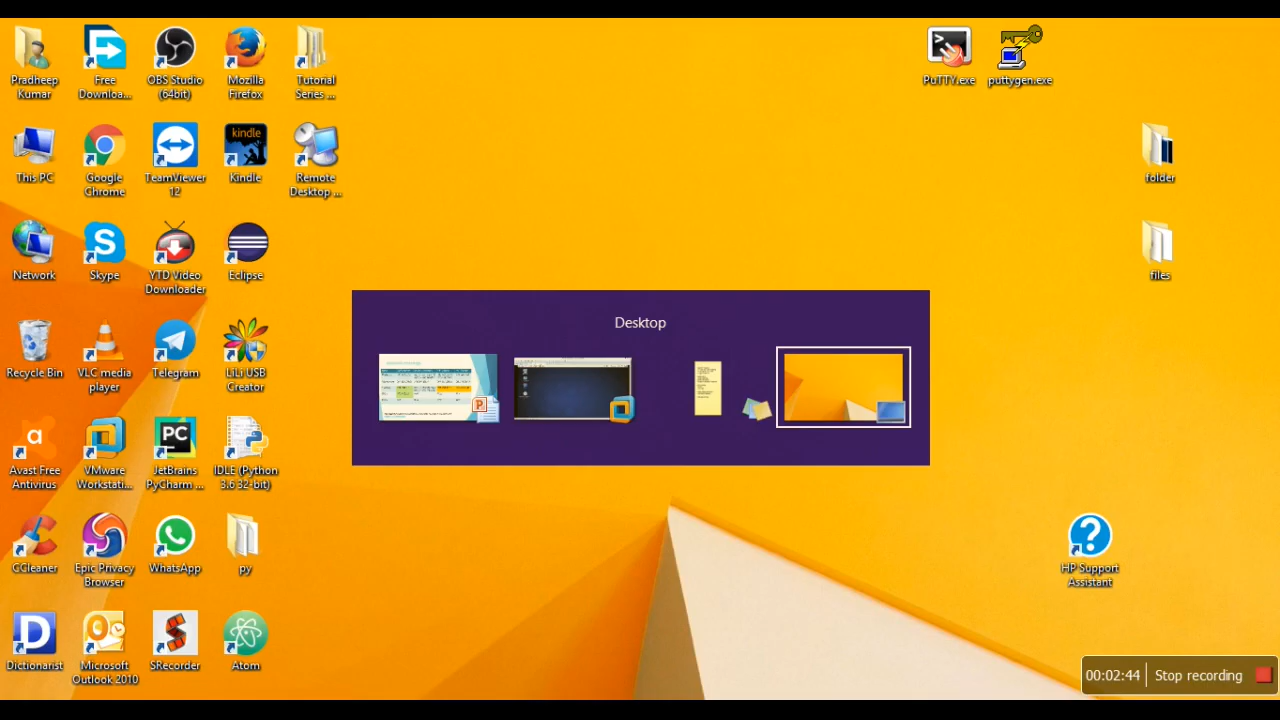 Pradheep
Kumar
Free
Downloa...
OBS Studio
(64bit)
Mozilla
Firefox
Tutorial
Series ...
PuTTY.exe
puttygen.exe
This PC
Google
Chrome
TeamViewer
12
kindle
Kindle
Remote
Desktop ...
folder
Network
Skype
YTD Video
Downloader
Eclipse
files
Desktop
Recycle Bin
VLC media
player
Telegram
LiLi USB
Creator
Avast Free
Antivirus
VMware
Workstati...
PC
JetBrains
PyCharm ...
IDLE (Python
3.6 32-bit)
CCleaner
Epic Privacy
Browser
WhatsApp
py
HP Support
Assistant
Dictionarist
Microsoft
Outlook 2010
SRecorder
Atom
00:02:44
Stop recording